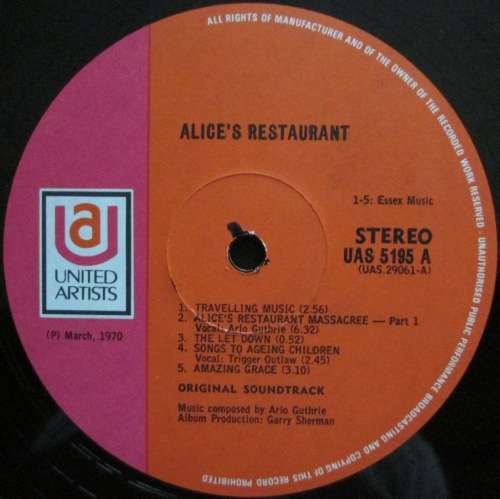 ALL RIGHTS OF MANUFACTURER AND OF THE OWNER OF THE RECORDED WORK RESERVED - UNAUTHORISED PUBLIC PERFORMANCE BROADCASTING AND COPYING OF THIS RECORD PROHIBITED
ALICE'S RESTAURANT
1-5: Essex Music
STEREO
UAS 5195 A
(UAS.29061-A)
ua
UNITED
ARTISTS
(P) March, 1970
1. TRAVELLING MUSIC (2.56)
2. ALICE'S RESTAURANT MASSACREE — Part 1
Vocal: Arlo Guthrie (6.32)
3. THE LET DOWN (0.52)
4. SONGS TO AGEING CHILDREN
Vocal: Trigger Outlaw (2.45)
5. AMAZING GRACE (3.10)
ORIGINAL SOUNDTRACK
Music composed by Arlo Guthrie
Album Production: Garry Sherman